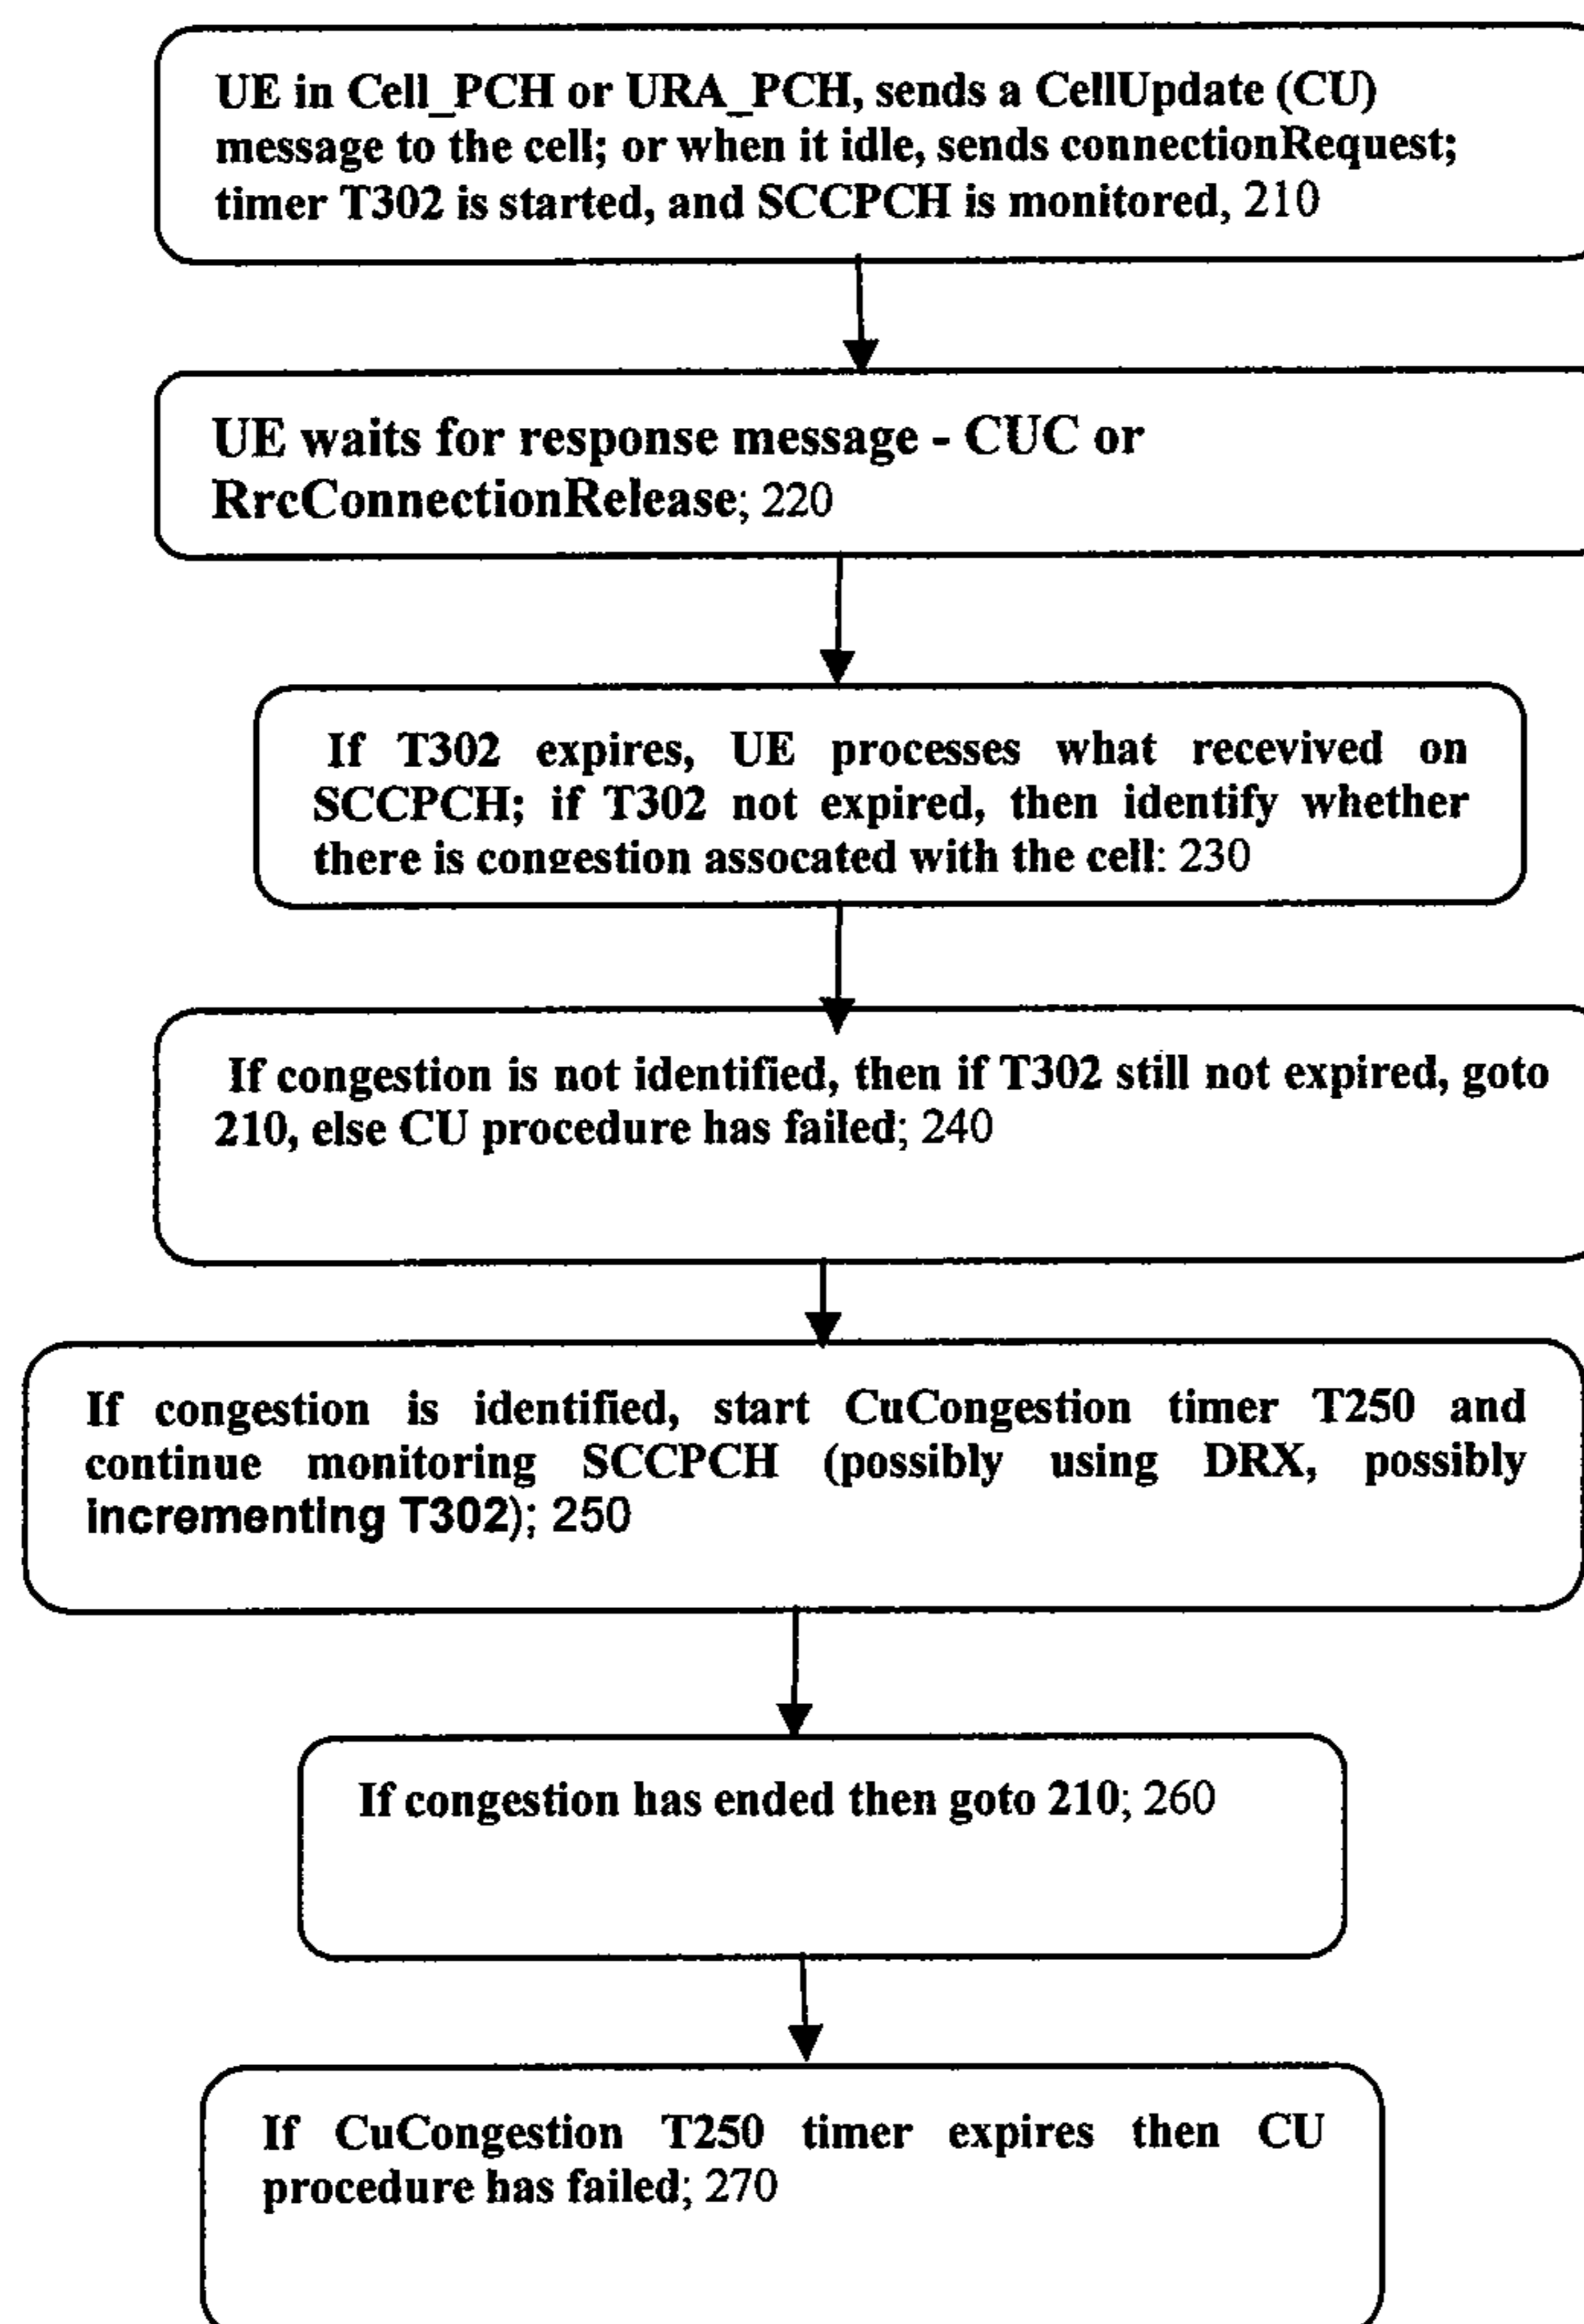 UE in Cell_PCH or URA_PCH, sends a CellUpdate (CU)
message to the cell; or when it idle, sends connectionRequest;
timer T302 is started, and SCCPCH is monitored, 210
UE waits for response message - CUC or
RrcConnectionRelease; 220
If T302 expires, UE processes what recevived on
SCCPCH; if T302 not expired, then identify whether
there is congestion assocated with the cell: 230
If congestion is not identified, then if T302 still not expired, goto
210, else CU procedure has failed; 240
If congestion is identified, start CuCongestion timer T250 and
continue monitoring SCCPCH (possibly using DRX, possibly
incrementing T302); 250
If congestion has ended then goto 210; 260
If CuCongestion T250 timer expires then CU
procedure has failed; 270